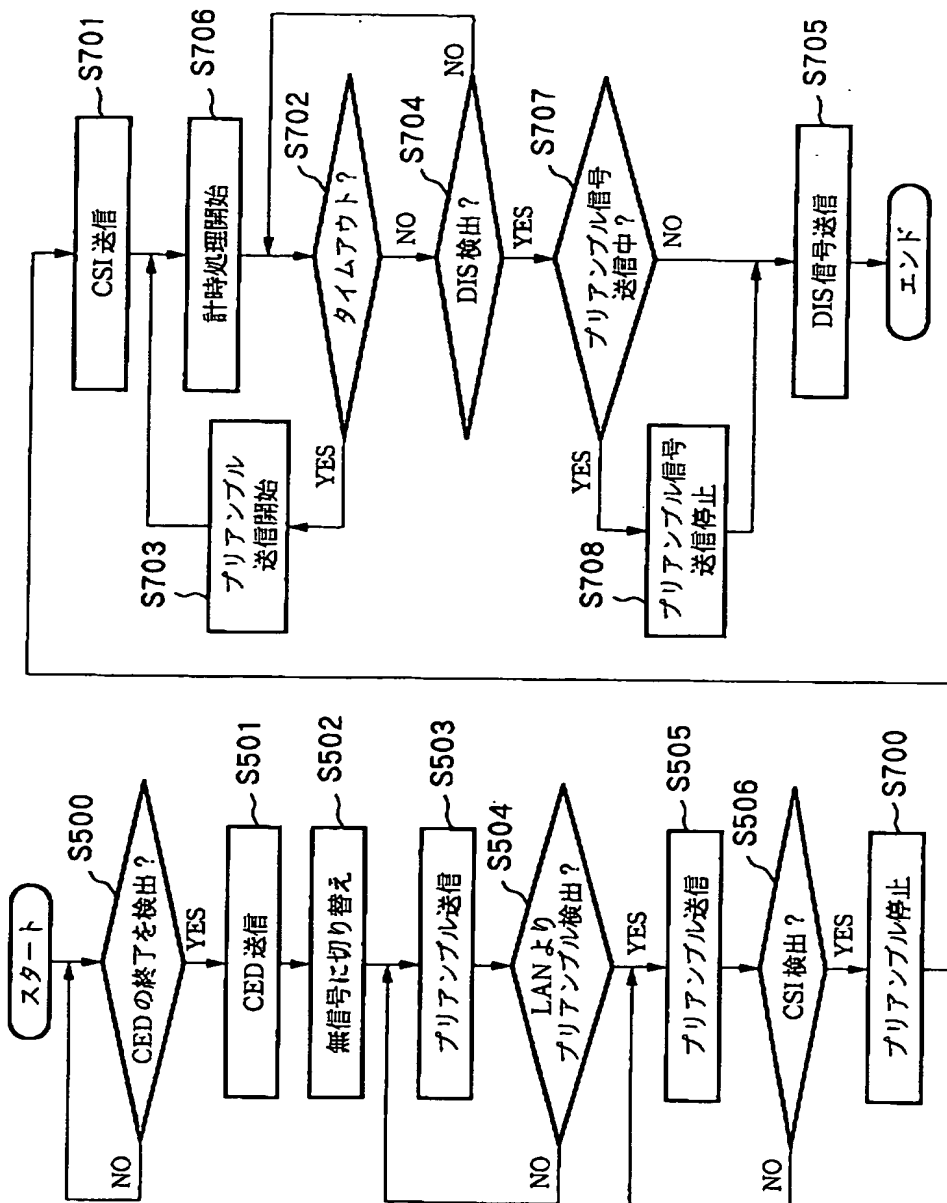 スタート
S500
CEDの終了を検出？
NO
YES
S501
CED送信
S502
無信号に切り替え
S503
プリアンブル送信
S504
LANより
プリアンブル検出？
NO
YES
S505
プリアンブル送信
S506
CSI検出？
NO
YES
S700
プリアンブル停止
S701
CSI送信
S706
計時処理開始
S702
タイムアウト？
YES
NO
S703
プリアンブル
送信開始
S704
DIS検出？
NO
YES
S707
プリアンブル信号
送信中？
YES
NO
S708
プリアンブル信号
送信停止
S705
DIS信号送信
エンド